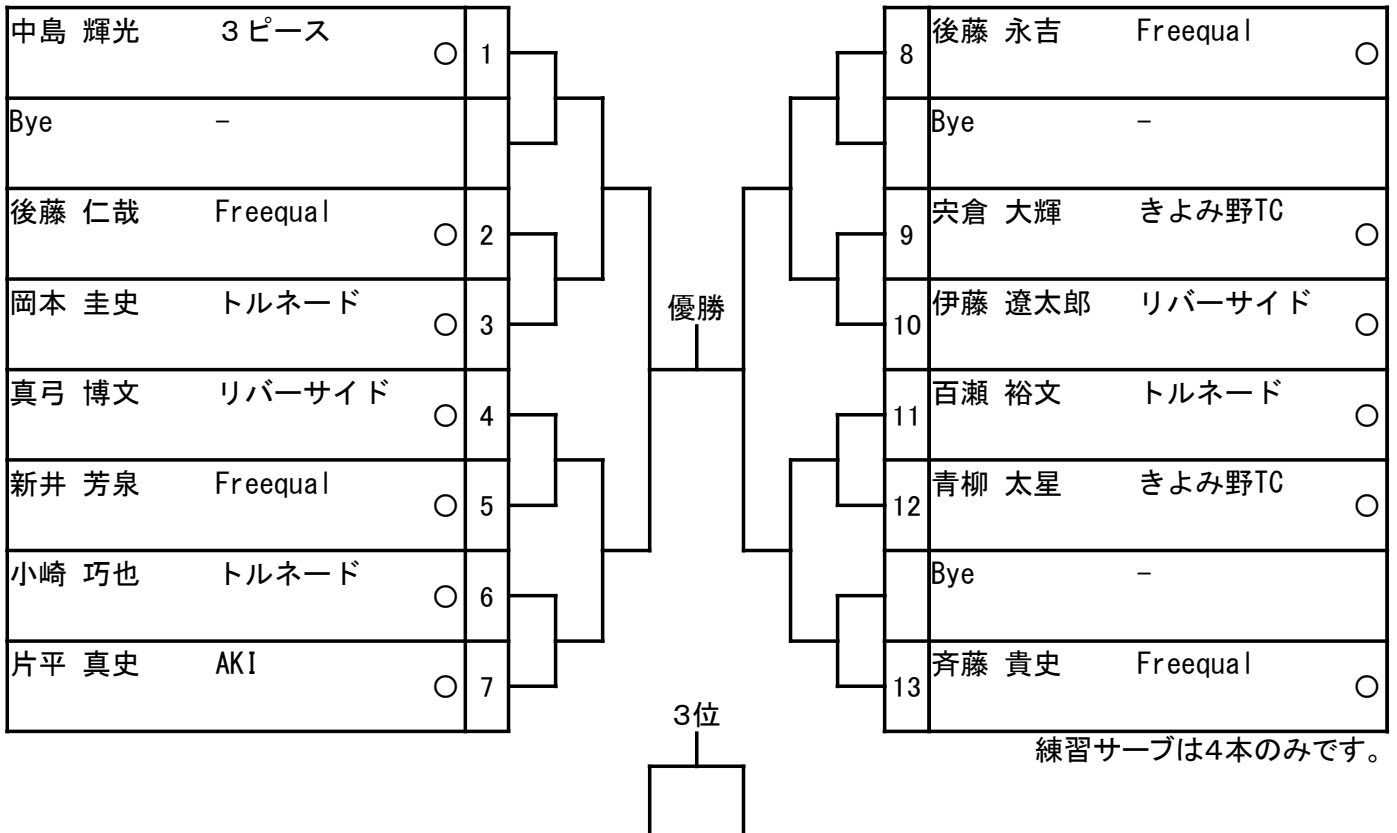 中島 輝光 3ピース ○ 1
Bye -
後藤 仁哉 Freequal ○ 2
岡本 圭史 トルネード ○ 3
真弓 博文 リバーサイド ○ 4
新井 芳泉 Freequal ○ 5
小崎 巧也 トルネード ○ 6
片平 真史 AKI ○ 7
優勝
3位
8 後藤 永吉 Freequal ○
Bye -
9 宍倉 大輝 きよみ野TC ○
10 伊藤 遼太郎 リバーサイド ○
11 百瀬 裕文 トルネード ○
12 青柳 太星 きよみ野TC ○
Bye -
13 斉藤 貴史 Freequal ○
練習サーブは4本のみです。